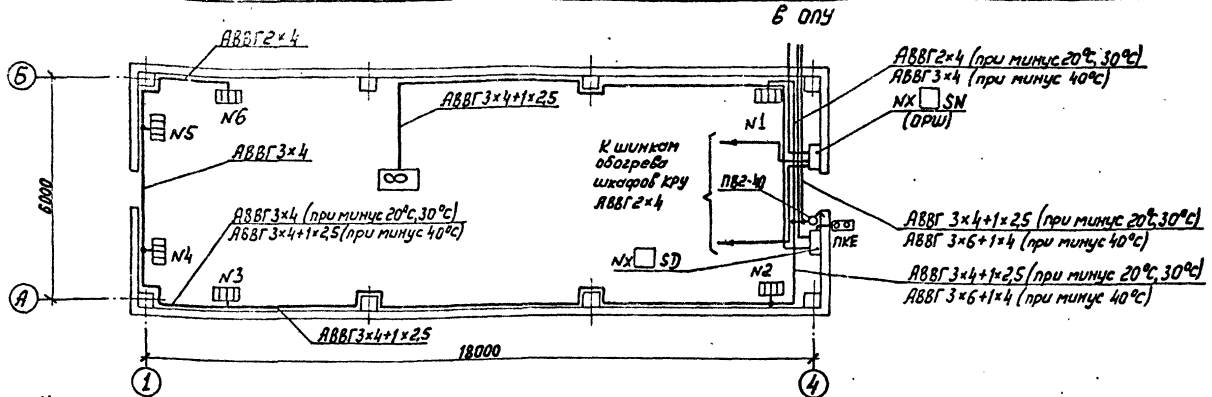 в ОПУ
АВВГ2×4
АВВГ2×4 (при минус 20°С, 30°С)
АВВГ3×4 (при минус 40°С)
Б
N6
АВВГ3×4+1×2,5
N1
NX SN
(ОРШ)
N5
К шинкам
обогрева
шкафов КРУ
АВВГ2×4
АВВГ3×4
ПВ2-40
6000
АВВГ3×4 (при минус 20°С, 30°С)
АВВГ3×4+1×2,5 (при минус 40°С)
АВВГ 3×4+1×2,5 (при минус 20°С, 30°С)
АВВГ 3×6+1×4 (при минус 40°С)
ПКЕ
N4
NX SD
N3
N2
АВВГ3×4+1×2,5 (при минус 20°С, 30°С)
АВВГ 3×6+1×4 (при минус 40°С)
А
АВВГ3×4+1×2,5
18000
1
4